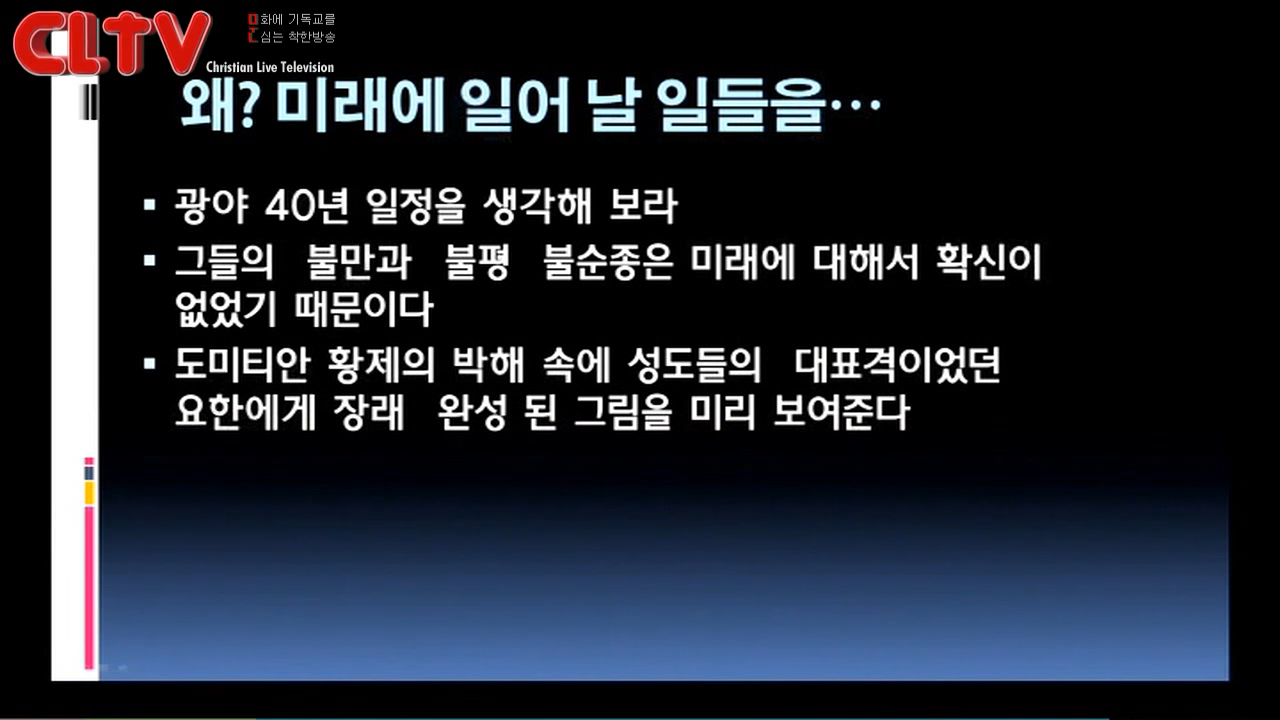 CLTV
문화에 기독교를
심는 착한방송
Christian Live Television
왜? 미래에 일어 날 일들을…
▪ 광야 40년 일정을 생각해 보라
▪ 그들의 불만과 불평 불순종은 미래에 대해서 확신이
없었기 때문이다
▪ 도미티안 황제의 박해 속에 성도들의 대표격이었던
요한에게 장래 완성 된 그림을 미리 보여준다